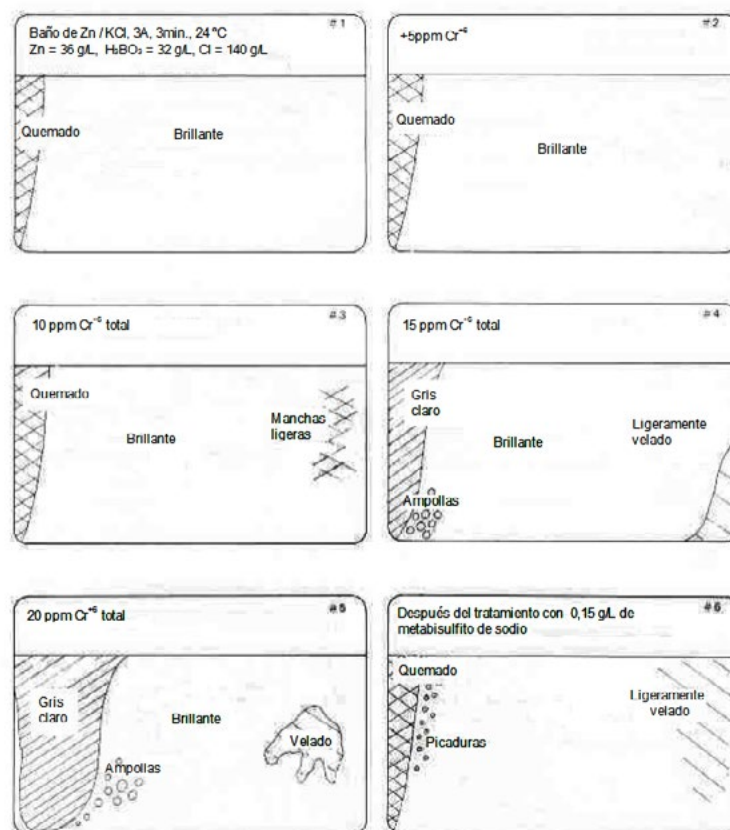 #1
Baño de Zn / KCl, 3A, 3min., 24 ºC
Zn = 36 g/L, H₃BO₃ = 32 g/L, Cl = 140 g/L
Quemado
Brillante
#2
+5ppm Cr⁺⁶
Quemado
Brillante
#3
10 ppm Cr⁺⁶ total
Quemado
Brillante
Manchas
ligeras
#4
15 ppm Cr⁺⁶ total
Gris
claro
Brillante
Ligeramente
velado
Ampollas
#5
20 ppm Cr⁺⁶ total
Gris
claro
Brillante
Velado
Ampollas
#6
Después del tratamiento con 0,15 g/L de
metabisulfito de sodio
Quemado
Ligeramente
velado
Picaduras